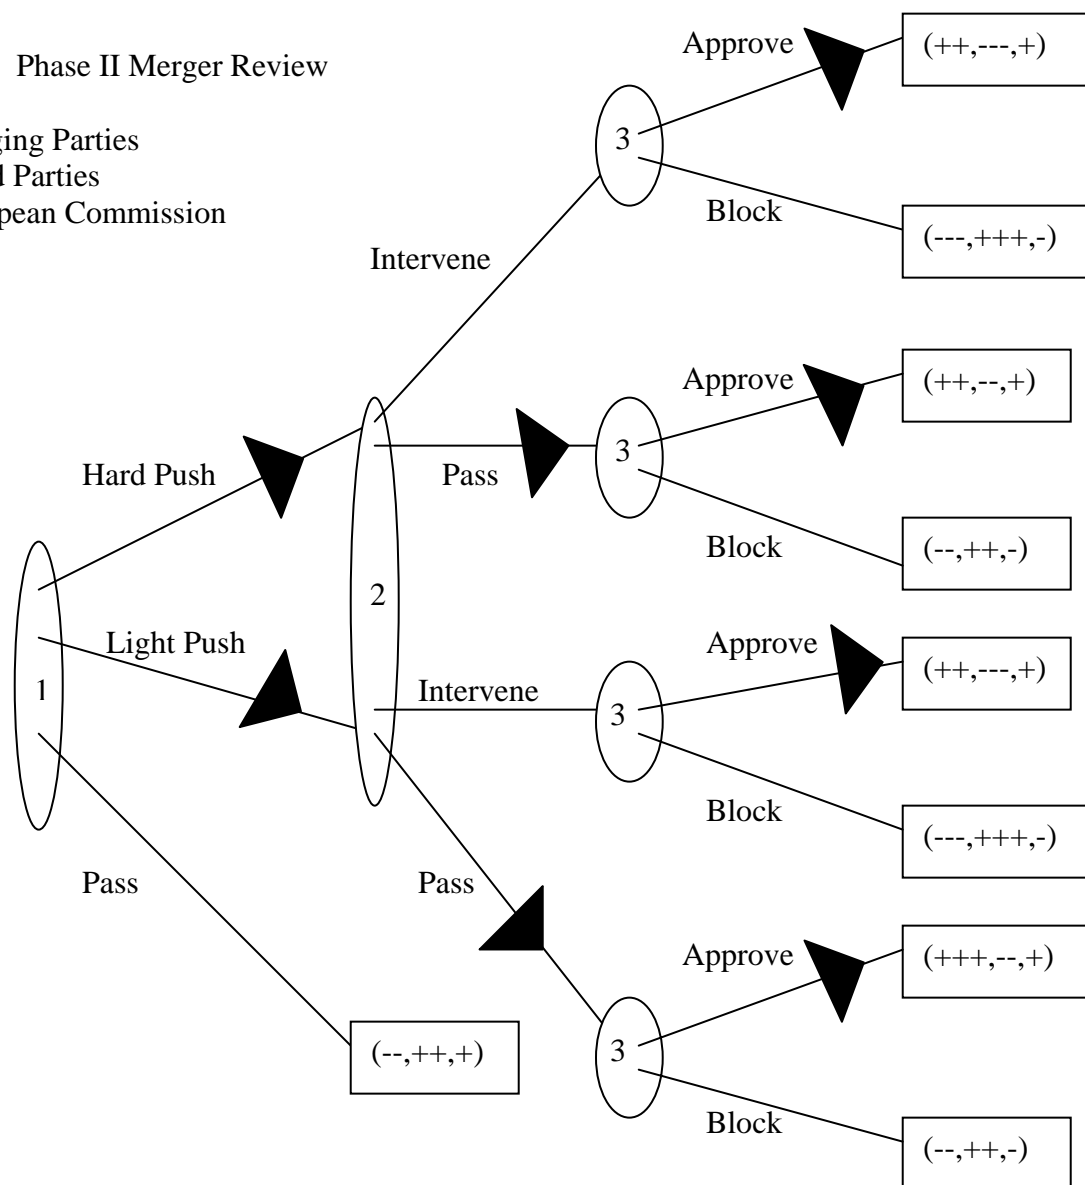 Approve
(++,---,+)
Phase II Merger Review
ging Parties
3
d Parties
pean Commission
Block
(---,+++,-)
Intervene
Approve
(++,--,+)
Hard Push
Pass
3
Block
(--,++,-)
2
Light Push
Approve
(++,---,+)
1
Intervene
3
Block
(---,+++,-)
Pass
Pass
Approve
(+++,--,+)
(--,++,+)
3
Block
(--,++,-)